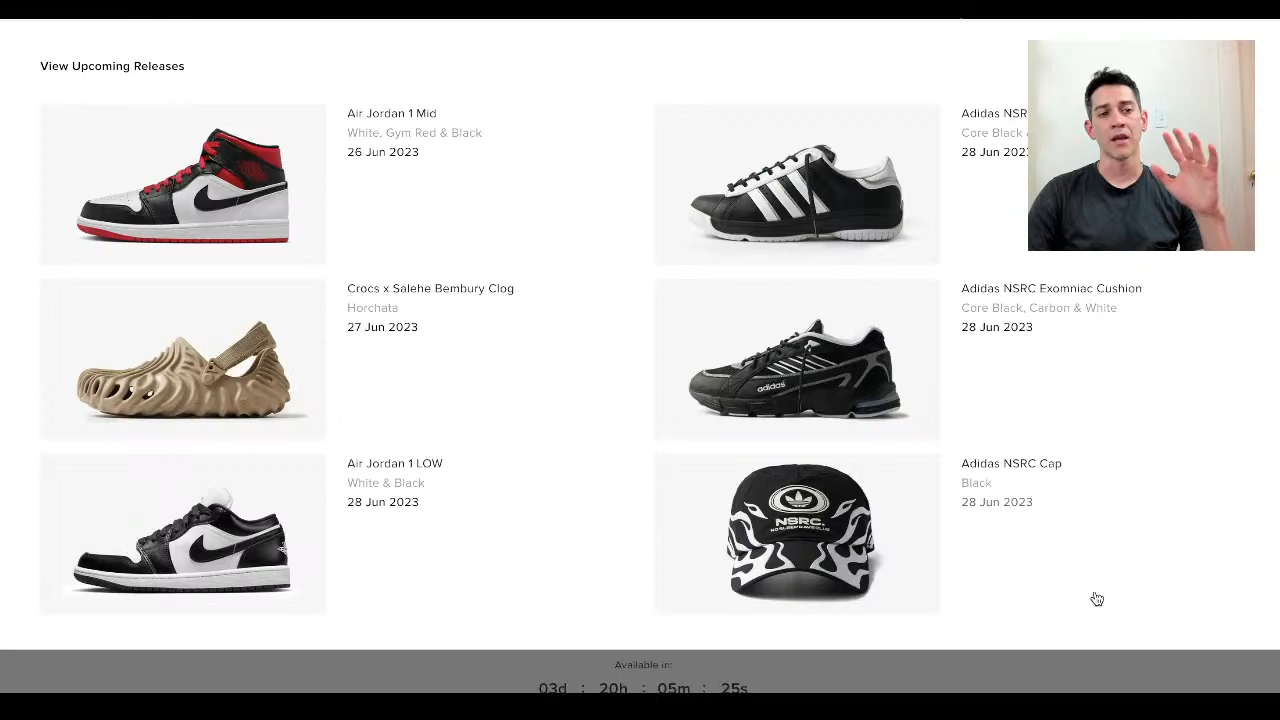 View Upcoming Releases
Air Jordan 1 Mid
White, Gym Red & Black
26 Jun 2023
Adidas NSR
Core Black
28 Jun 2023
Crocs x Salehe Bembury Clog
Horchata
27 Jun 2023
adidas
Adidas NSRC Exomniac Cushion
Core Black, Carbon & White
28 Jun 2023
Air Jordan 1 LOW
White & Black
28 Jun 2023
NSRC.
Adidas NSRC Cap
Black
28 Jun 2023
Available in:
03d : 20h : 05m : 25s